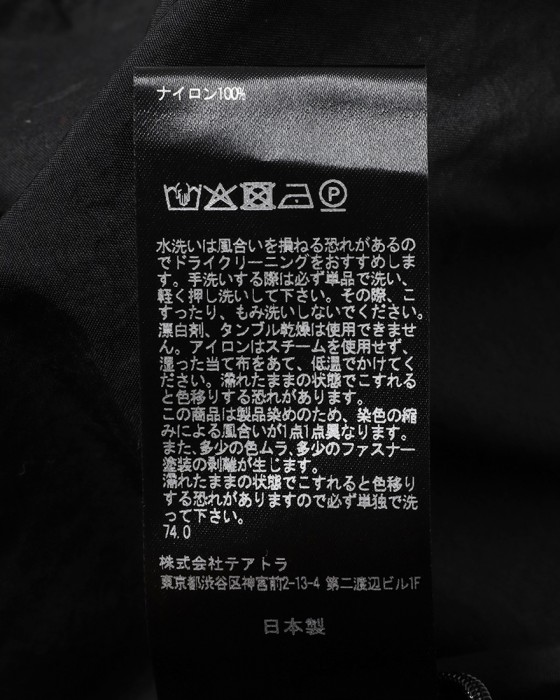 ナイロン100%
水洗いは風合いを損ねる恐れがあるの
でドライクリーニングをおすすめしま
す。手洗いする際は必ず単品で洗い、
軽く押し洗いして下さい。その際、こ
すったり、もみ洗いしないでください。
漂白剤、タンブル乾燥は使用できませ
ん。アイロンはスチームを使用せず、
湿った当て布をあて、低温でかけてく
ださい。濡れたままの状態でこすれる
と色移りする恐れがあります。
この商品は製品染めのため、染色の縮
みによる風合いが1点1点異なります。
また､多少の色ムラ､多少のファスナー
塗装の剥離が生じます。
濡れたままの状態でこすれると色移り
する恐れがありますので必ず単独で洗
って下さい。
74.0
株式会社テアトラ
東京都渋谷区神宮前2-13-4 第二渡辺ビル1F
日本製